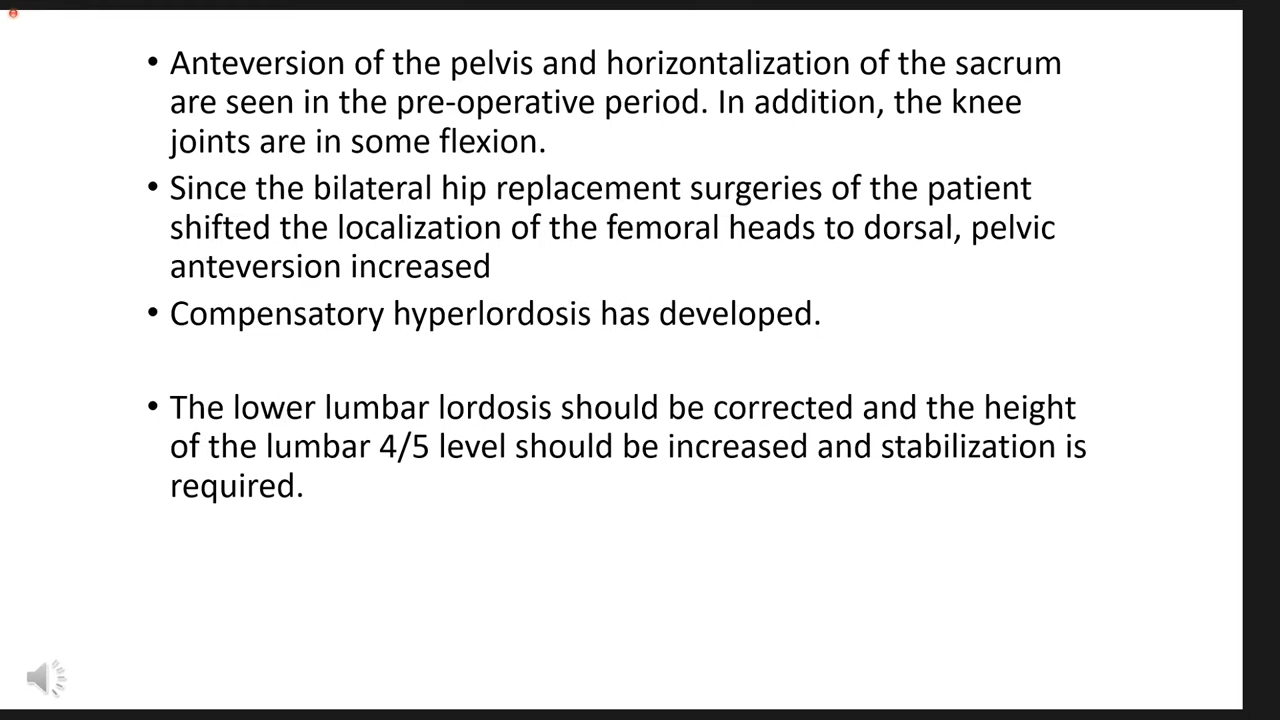 • Anteversion of the pelvis and horizontalization of the sacrum
are seen in the pre-operative period. In addition, the knee
joints are in some flexion.
• Since the bilateral hip replacement surgeries of the patient
shifted the localization of the femoral heads to dorsal, pelvic
anteversion increased
• Compensatory hyperlordosis has developed.
• The lower lumbar lordosis should be corrected and the height
of the lumbar 4/5 level should be increased and stabilization is
required.